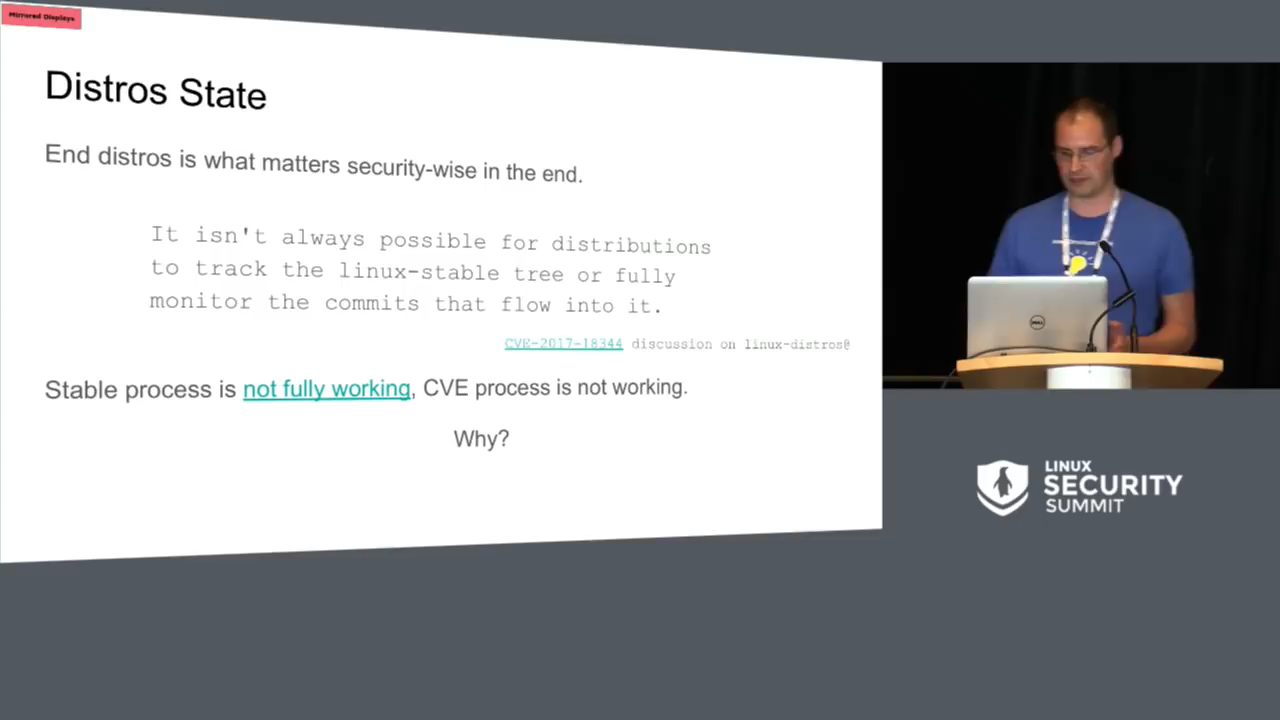 Mirrored Displays
Distros State
End distros is what matters security-wise in the end.
It isn't always possible for distributions
to track the linux-stable tree or fully
monitor the commits that flow into it.
CVE-2017-18344 discussion on linux-distros@
Stable process is not fully working, CVE process is not working.
Why?
DELL
LINUX
SECURITY
SUMMIT